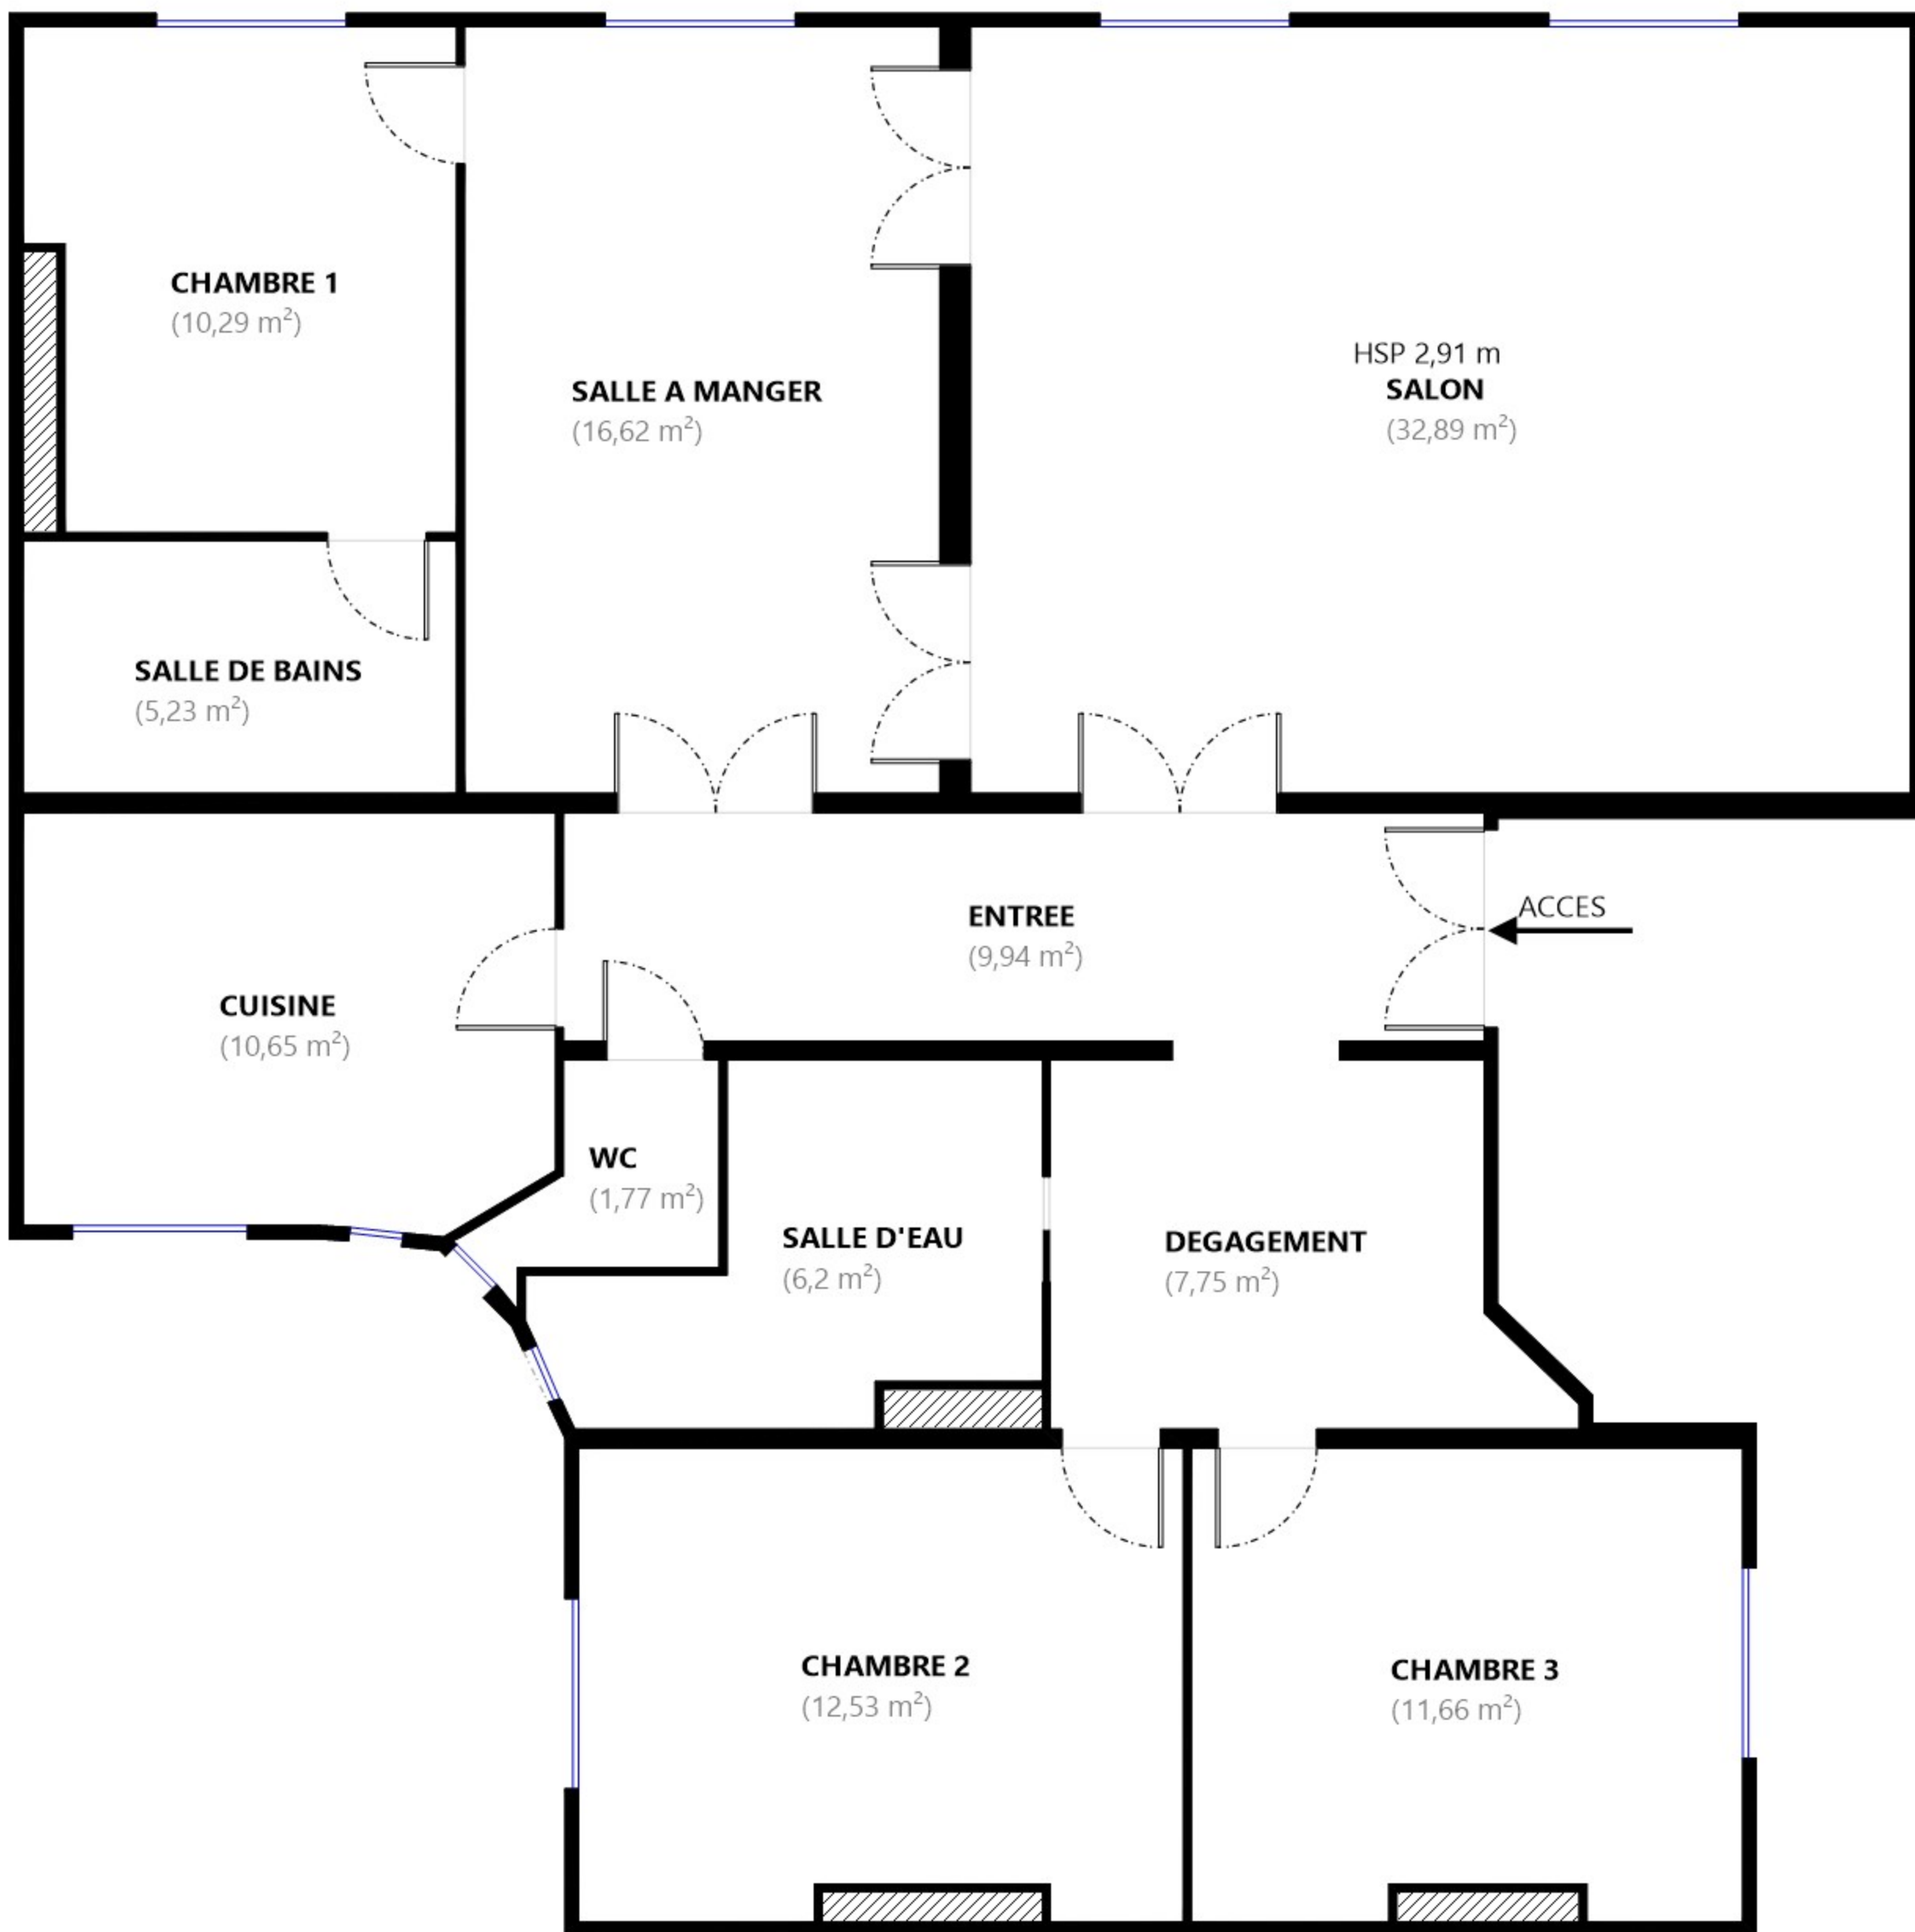 CHAMBRE 1
(10,29 m²)
SALLE A MANGER
(16,62 m²)
HSP 2,91 m
SALON
(32,89 m²)
SALLE DE BAINS
(5,23 m²)
ENTREE
(9,94 m²)
ACCES
CUISINE
(10,65 m²)
WC
(1,77 m²)
SALLE D'EAU
(6,2 m²)
DEGAGEMENT
(7,75 m²)
CHAMBRE 2
(12,53 m²)
CHAMBRE 3
(11,66 m²)